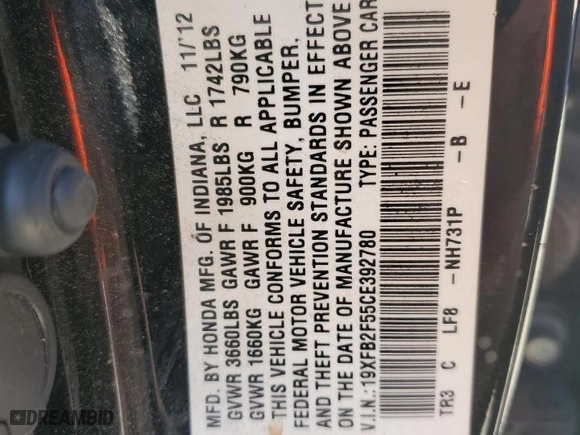 MFD. BY HONDA MFG. OF INDIANA, LLC 11/12
GVWR 3660LBS GAWR F 1985LBS R 1742LBS
GVWR 1660KG GAWR F 900KG R 790KG
THIS VEHICLE CONFORMS TO ALL APPLICABLE
FEDERAL MOTOR VEHICLE SAFETY, BUMPER,
AND THEFT PREVENTION STANDARDS IN EFFECT
ON THE DATE OF MANUFACTURE SHOWN ABOVE
V.I.N.: 19XFB2F55CE392780 TYPE: PASSENGER CAR
TR3 C LF8 -NH731P -B -E
DREAMBID